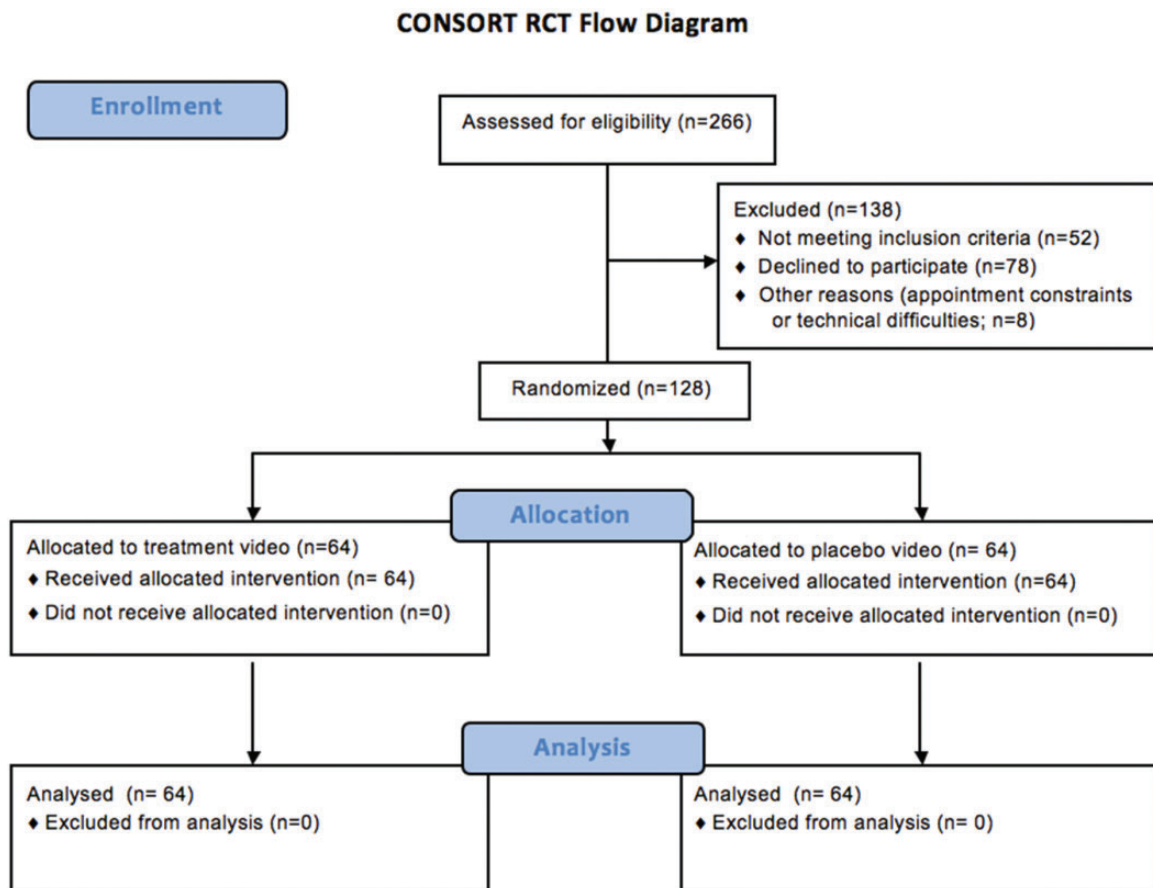 CONSORT RCT Flow Diagram
Enrollment
Assessed for eligibility (n=266)
Excluded (n=138)
♦ Not meeting inclusion criteria (n=52)
♦ Declined to participate (n=78)
♦ Other reasons (appointment constraints
or technical difficulties; n=8)
Randomized (n=128)
Allocation
Allocated to treatment video (n=64)
♦ Received allocated intervention (n= 64)
♦ Did not receive allocated intervention (n=0)
Allocated to placebo video (n= 64)
♦ Received allocated intervention (n=64)
♦ Did not receive allocated intervention (n=0)
Analysis
Analysed (n= 64)
♦ Excluded from analysis (n=0)
Analysed (n= 64)
♦ Excluded from analysis (n= 0)